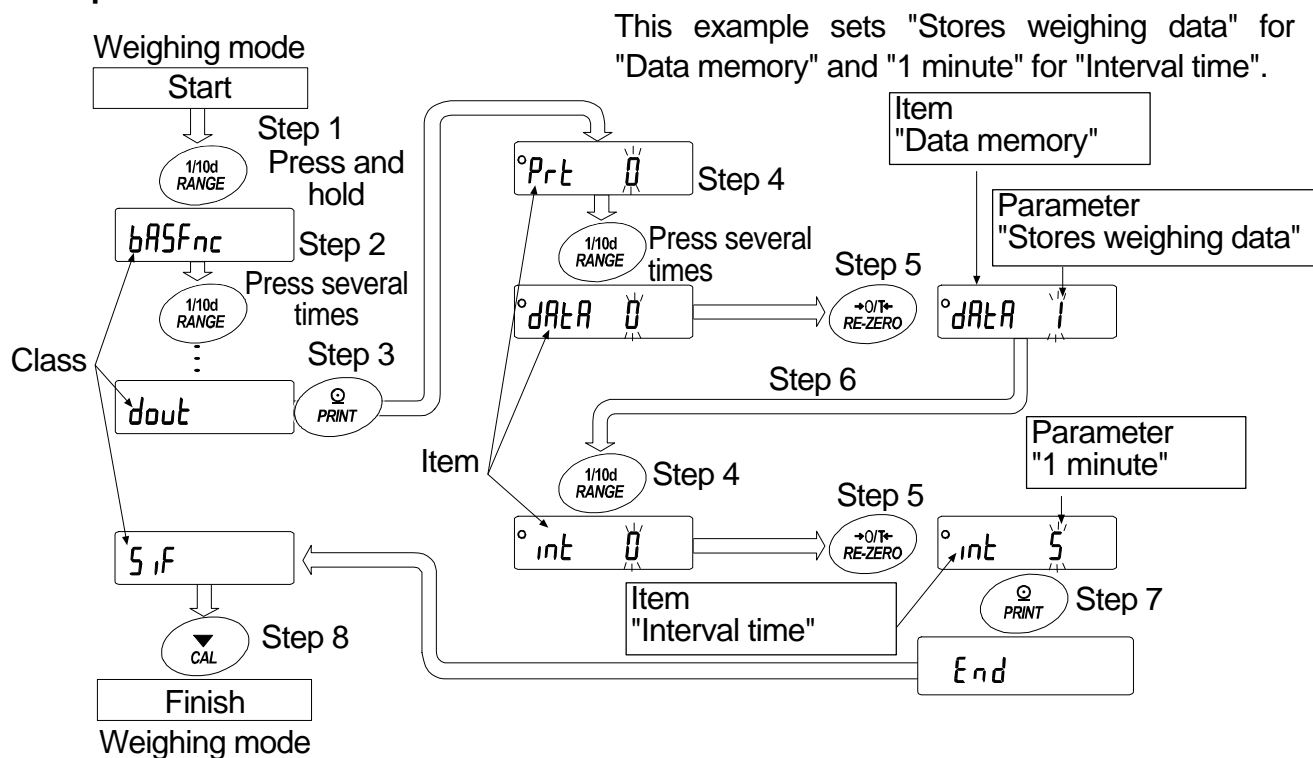 This example sets "Stores weighing data" for
"Data memory" and "1 minute" for "Interval time".
Weighing mode
Start
Step 1
Press and
hold
1/10d
RANGE
bASFnc
Step 2
1/10d
RANGE
Press several
times
Class
dout
Step 3
PRINT
Prt 0
Step 4
1/10d
RANGE
Press several
times
dAtA 0
Step 5
→0/T←
RE-ZERO
Item
"Data memory"
Parameter
"Stores weighing data"
dAtA 1
Step 6
Item
1/10d
RANGE
Step 4
int 0
Step 5
→0/T←
RE-ZERO
Parameter
"1 minute"
int 5
Item
"Interval time"
PRINT
Step 7
End
SiF
CAL
Step 8
Finish
Weighing mode